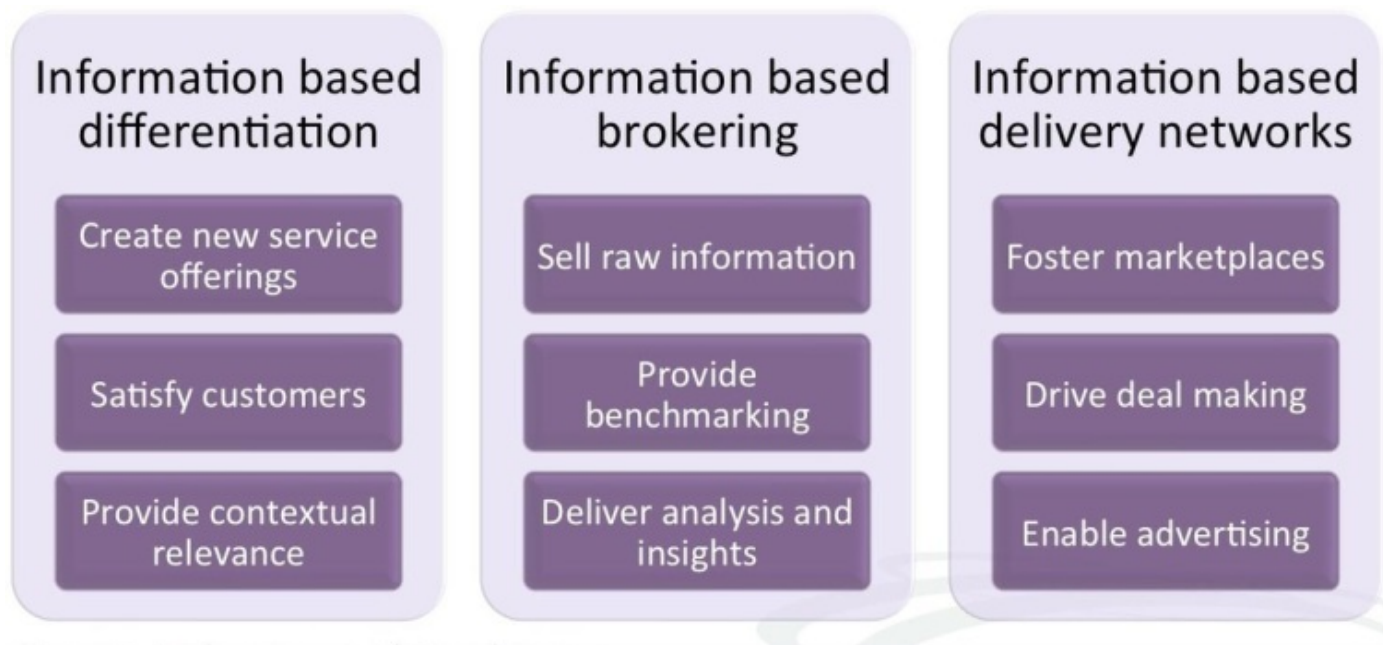 Information based
differentiation
Create new service
offerings
Satisfy customers
Provide contextual
relevance
Information based
brokering
Sell raw information
Provide
benchmarking
Deliver analysis and
insights
Information based
delivery networks
Foster marketplaces
Drive deal making
Enable advertising